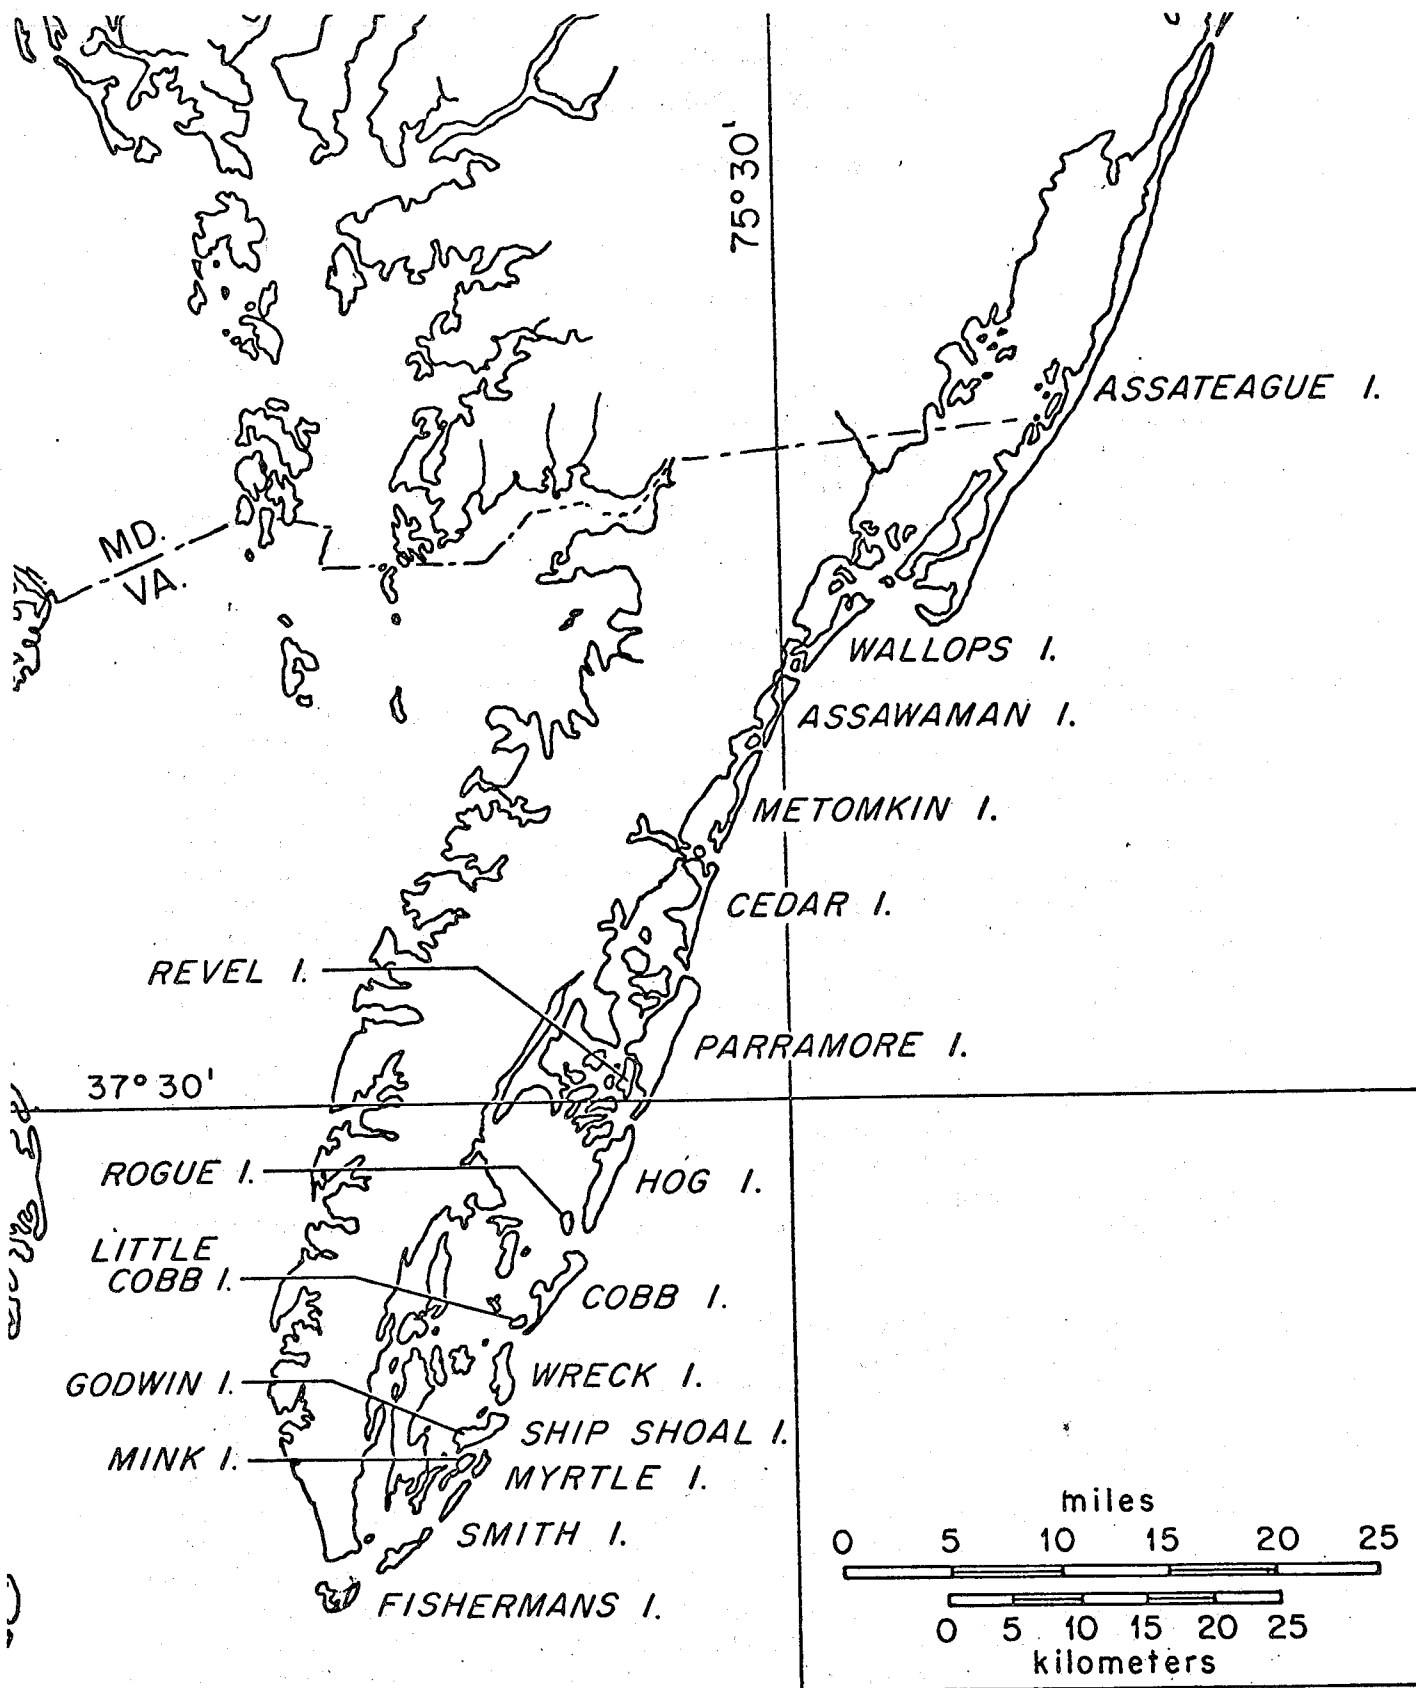 75°30'
ASSATEAGUE I.
MD.
VA.
WALLOPS I.
ASSAWAMAN I.
METOMKIN I.
CEDAR I.
REVEL I.
PARRAMORE I.
37°30'
ROGUE I.
HOG I.
LITTLE
COBB I.
COBB I.
GODWIN I.
WRECK I.
SHIP SHOAL I.
MINK I.
MYRTLE I.
SMITH I.
FISHERMANS I.
miles
0 5 10 15 20 25
0 5 10 15 20 25
kilometers